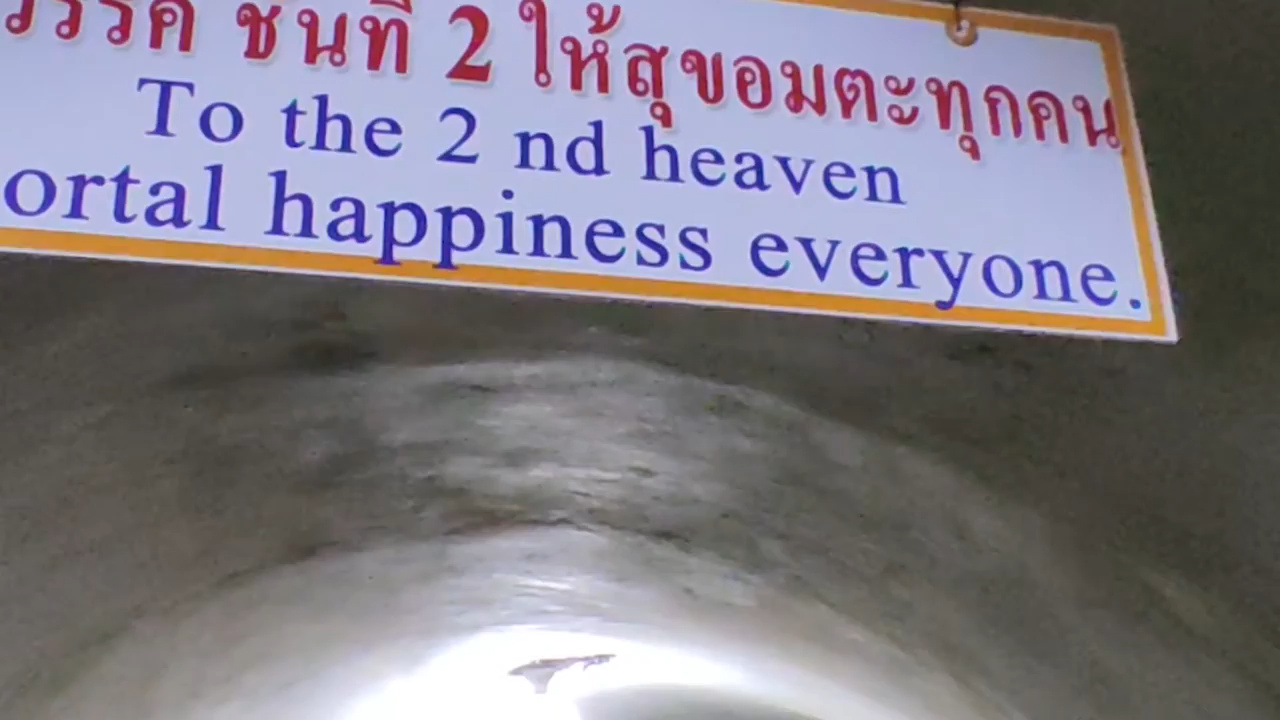 วรรค ชั้นที่ 2 ให้สุขอมตะทุกคน
To the 2 nd heaven
ortal happiness everyone.